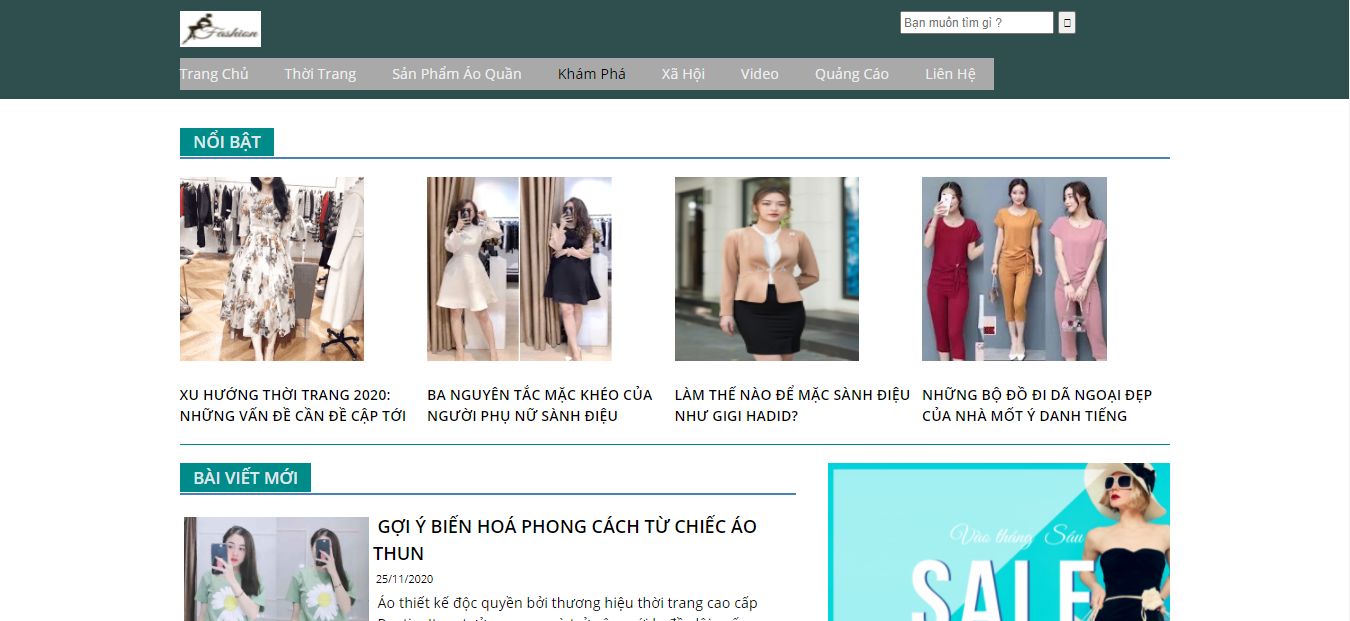 Fashion
Bạn muốn tìm gì ?
Trang Chủ Thời Trang Sản Phẩm Áo Quần Khám Phá Xã Hội Video Quảng Cáo Liên Hệ
NỔI BẬT
XU HƯỚNG THỜI TRANG 2020:
NHỮNG VẤN ĐỀ CẦN ĐỀ CẬP TỚI
BA NGUYÊN TẮC MẶC KHÉO CỦA
NGƯỜI PHỤ NỮ SÀNH ĐIỆU
LÀM THẾ NÀO ĐỂ MẶC SÀNH ĐIỆU
NHƯ GIGI HADID?
NHỮNG BỘ ĐỒ ĐI DÃ NGOẠI ĐẸP
CỦA NHÀ MỐT Ý DANH TIẾNG
BÀI VIẾT MỚI
GỢI Ý BIẾN HOÁ PHONG CÁCH TỪ CHIẾC ÁO
THUN
25/11/2020
Áo thiết kế độc quyền bởi thương hiệu thời trang cao cấp
Vào tháng Sáu
SALE